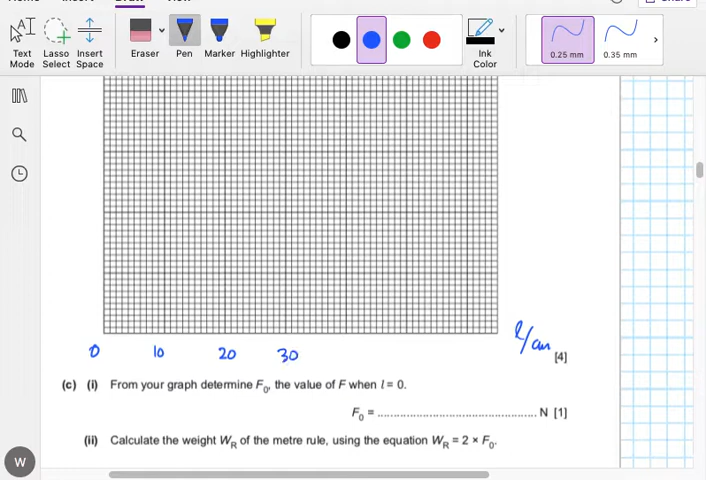 Text Mode
Lasso Select
Insert Space
Eraser
Pen
Marker
Highlighter
Ink Color
0.25 mm
0.35 mm
0 10 20 30 l/cm
[4]
(c) (i) From your graph determine F0, the value of F when l = 0.
F0 = ................................................. N [1]
(ii) Calculate the weight WR of the metre rule, using the equation WR = 2 × F0.
W